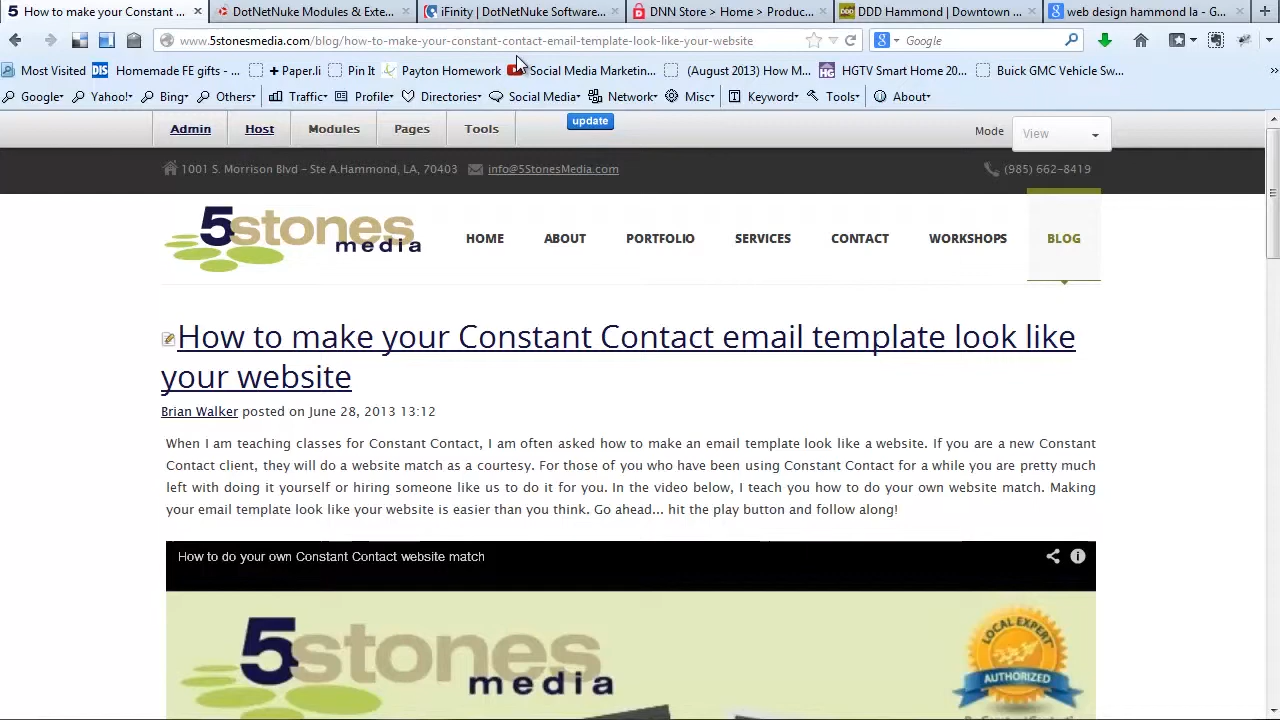 5 How to make your Constant ... × DotNetNuke Modules & Exte... × iFinity | DotNetNuke Software... × DNN Store > Home > Produc... × DDD Hammond | Downtown ... × web design hammond la - G... ×
www.5stonesmedia.com/blog/how-to-make-your-constant-contact-email-template-look-like-your-website Google
Most Visited Homemade FE gifts - ... + Paper.li Pin It Payton Homework Social Media Marketin... (August 2013) How M... HGTV Smart Home 20... Buick GMC Vehicle Sw... »
Google Yahoo! Bing Others Traffic Profile Directories Social Media Network Misc Keyword Tools About
Admin Host Modules Pages Tools update Mode View
1001 S. Morrison Blvd - Ste A.Hammond, LA, 70403 info@5StonesMedia.com (985) 662-8419
5stones
media
HOME ABOUT PORTFOLIO SERVICES CONTACT WORKSHOPS BLOG
How to make your Constant Contact email template look like
your website
Brian Walker posted on June 28, 2013 13:12
When I am teaching classes for Constant Contact, I am often asked how to make an email template look like a website. If you are a new Constant
Contact client, they will do a website match as a courtesy. For those of you who have been using Constant Contact for a while you are pretty much
left with doing it yourself or hiring someone like us to do it for you. In the video below, I teach you how to do your own website match. Making
your email template look like your website is easier than you think. Go ahead... hit the play button and follow along!
How to do your own Constant Contact website match
5stones
media
LOCAL EXPERT
AUTHORIZED